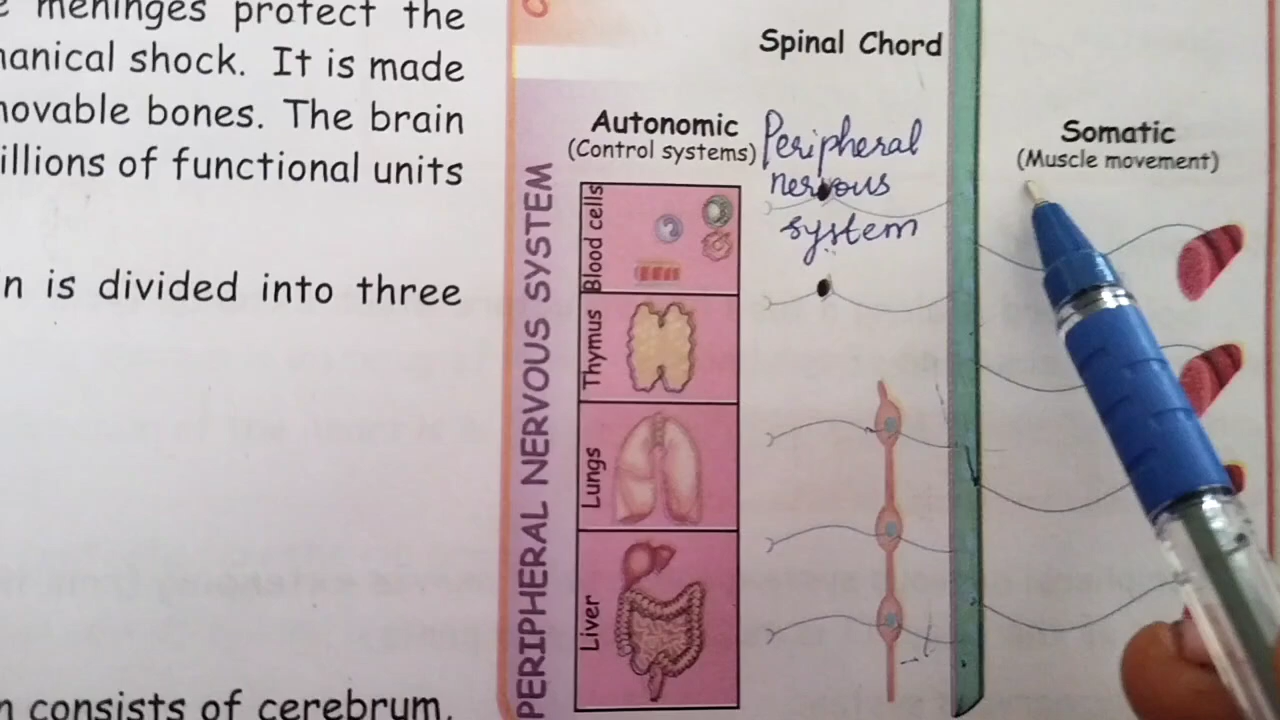 meninges protect the
hanical shock. It is made
movable bones. The brain
illions of functional units
n is divided into three
n consists of cerebrum.
PERIPHERAL NERVOUS SYSTEM
Spinal Chord
Autonomic
(Control systems)
Peripheral
nervous
system
Somatic
(Muscle movement)
Blood cells
Thymus
Lungs
Liver